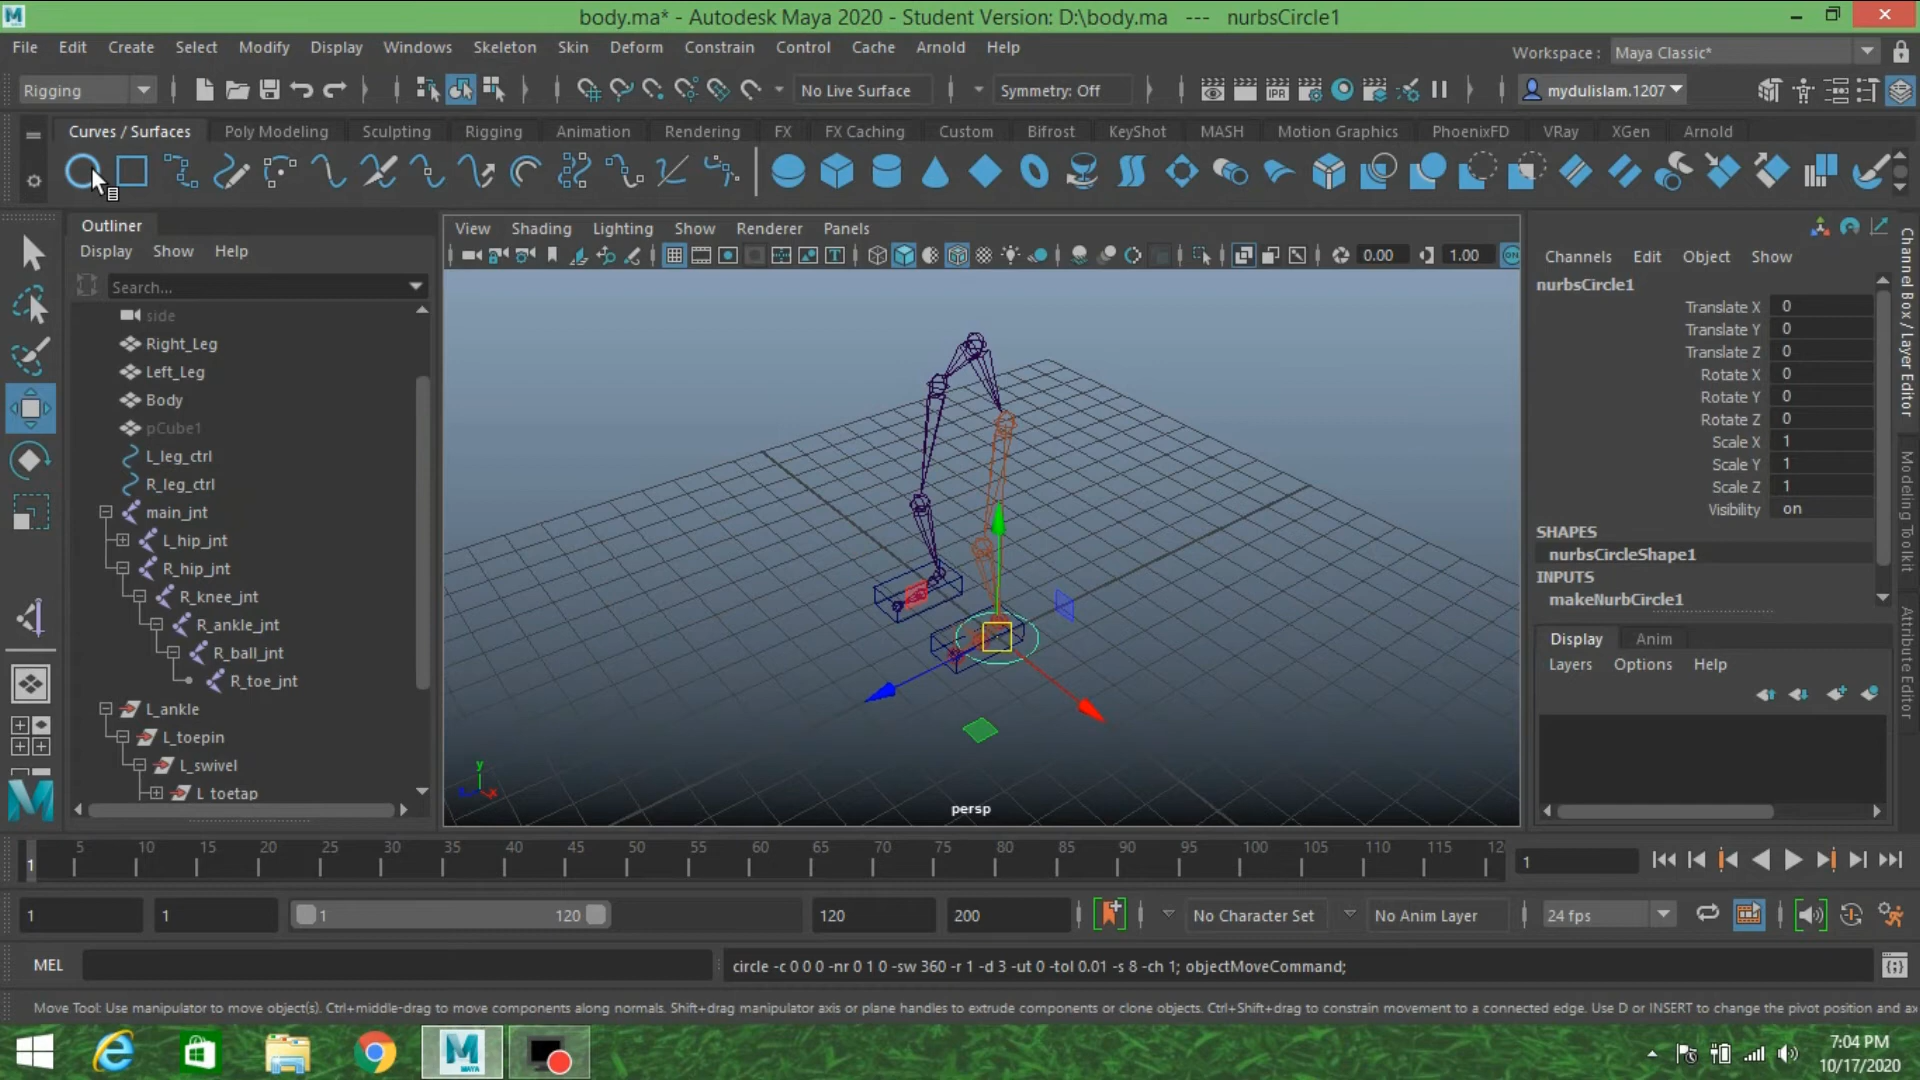 body.ma* - Autodesk Maya 2020 - Student Version: D:\body.ma --- nurbsCircle1
File Edit Create Select Modify Display Windows Skeleton Skin Deform Constrain Control Cache Arnold Help
Workspace : Maya Classic*
Rigging
No Live Surface
Symmetry: Off
IPR
mydulislam.1207
Curves / Surfaces Poly Modeling Sculpting Rigging Animation Rendering FX FX Caching Custom Bifrost KeyShot MASH Motion Graphics PhoenixFD VRay XGen Arnold
Outliner
Display Show Help
Search...
side
Right_Leg
Left_Leg
Body
pCube1
L_leg_ctrl
R_leg_ctrl
main_jnt
L_hip_jnt
R_hip_jnt
R_knee_jnt
R_ankle_jnt
R_ball_jnt
R_toe_jnt
L_ankle
L_toepin
L_swivel
L_toetap
View Shading Lighting Show Renderer Panels
0.00 1.00 ON
y
x
persp
Channels Edit Object Show
nurbsCircle1
Translate X 0
Translate Y 0
Translate Z 0
Rotate X 0
Rotate Y 0
Rotate Z 0
Scale X 1
Scale Y 1
Scale Z 1
Visibility on
SHAPES
nurbsCircleShape1
INPUTS
makeNurbCircle1
Display Anim
Layers Options Help
Channel Box / Layer Editor
Modeling Toolkit
Attribute Editor
1 5 10 15 20 25 30 35 40 45 50 55 60 65 70 75 80 85 90 95 100 105 110 115 12
1
1 1 1 120 120 200
No Character Set
No Anim Layer
24 fps
MEL
circle -c 0 0 0 -nr 0 1 0 -sw 360 -r 1 -d 3 -ut 0 -tol 0.01 -s 8 -ch 1; objectMoveCommand;
Move Tool: Use manipulator to move object(s). Ctrl+middle-drag to move components along normals. Shift+drag manipulator axis or plane handles to extrude components or clone objects. Ctrl+Shift+drag to constrain movement to a connected edge. Use D or INSERT to change the pivot position and ax
MAYA
7:04 PM
10/17/2020